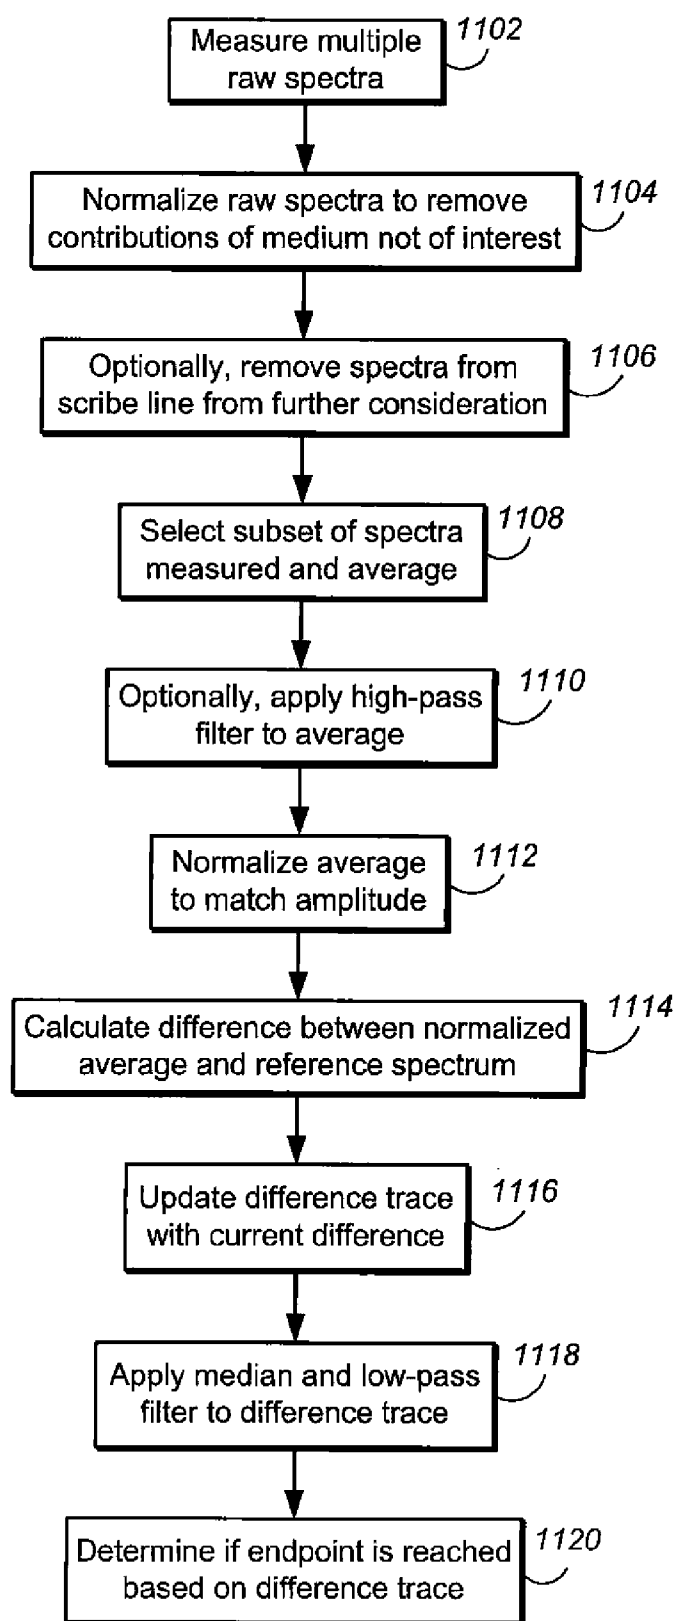 Measure multiple
raw spectra
1102
Normalize raw spectra to remove
contributions of medium not of interest
1104
Optionally, remove spectra from
scribe line from further consideration
1106
Select subset of spectra
measured and average
1108
Optionally, apply high-pass
filter to average
1110
Normalize average
to match amplitude
1112
Calculate difference between normalized
average and reference spectrum
1114
Update difference trace
with current difference
1116
Apply median and low-pass
filter to difference trace
1118
Determine if endpoint is reached
based on difference trace
1120